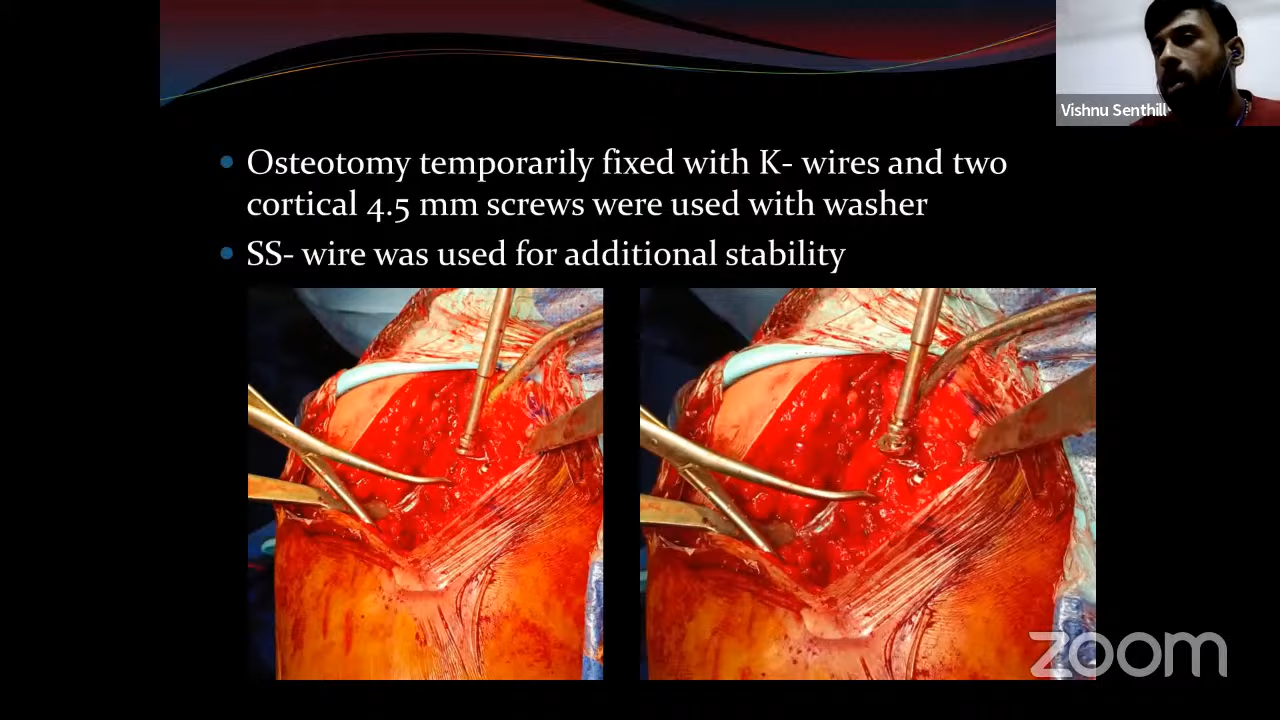 Vishnu Senthill
Osteotomy temporarily fixed with K- wires and two
cortical 4.5 mm screws were used with washer
SS- wire was used for additional stability
zoom